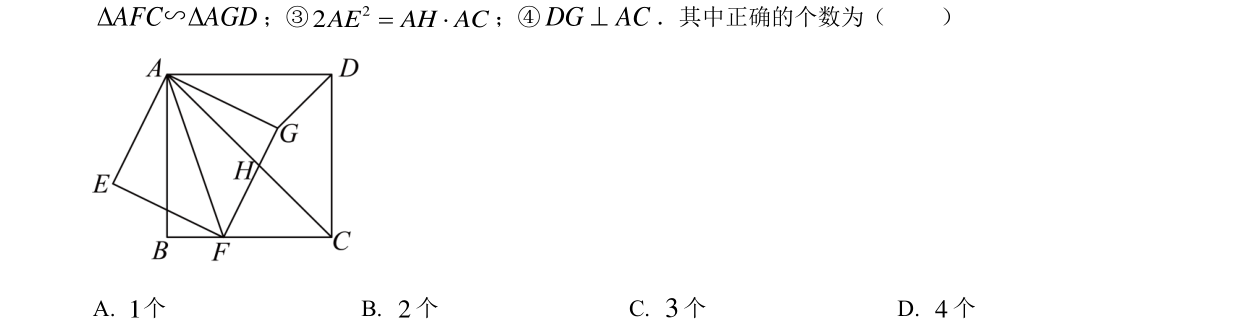 ΔAFC∽ΔAGD；③2AE²=AH·AC；④DG⊥AC．其中正确的个数为（　　）
A D
G
H
E
B F C
A. 1个 B. 2个 C. 3个 D. 4个